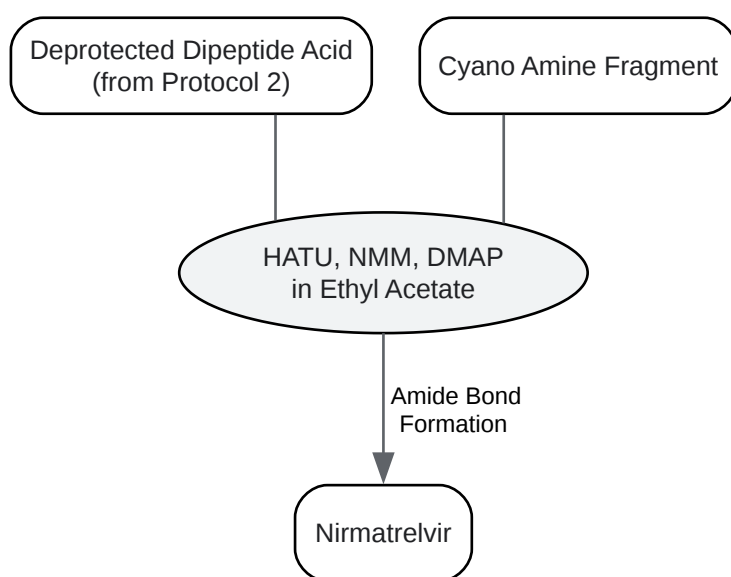 Deprotected Dipeptide Acid
(from Protocol 2)
Cyano Amine Fragment
HATU, NMM, DMAP
in Ethyl Acetate
Amide Bond
Formation
Nirmatrelvir